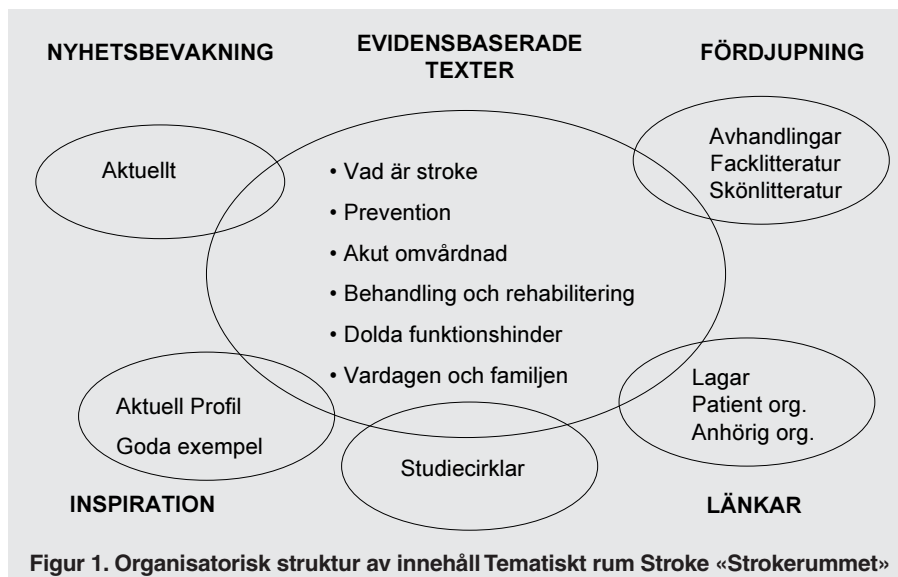 NYHETSBEVAKNING
EVIDENSBASERADE
TEXTER
FÖRDJUPNING
Aktuellt
• Vad är stroke
• Prevention
• Akut omvårdnad
• Behandling och rehabilitering
• Dolda funktionshinder
• Vardagen och familjen
Avhandlingar
Facklitteratur
Skönlitteratur
Aktuell Profil
Goda exempel
Studiecirklar
Lagar
Patient org.
Anhörig org.
INSPIRATION
LÄNKAR
Figur 1. Organisatorisk struktur av innehåll Tematiskt rum Stroke «Strokerummet»